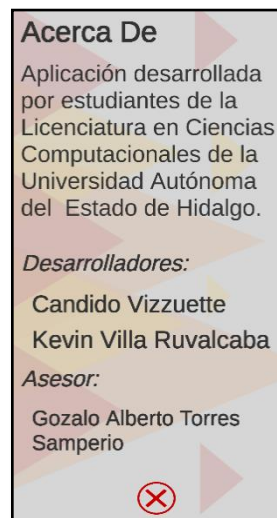 Acerca De
Aplicación desarrollada
por estudiantes de la
Licenciatura en Ciencias
Computacionales de la
Universidad Autónoma
del Estado de Hidalgo.
Desarrolladores:
Candido Vizzuette
Kevin Villa Ruvalcaba
Asesor:
Gozalo Alberto Torres
Samperio